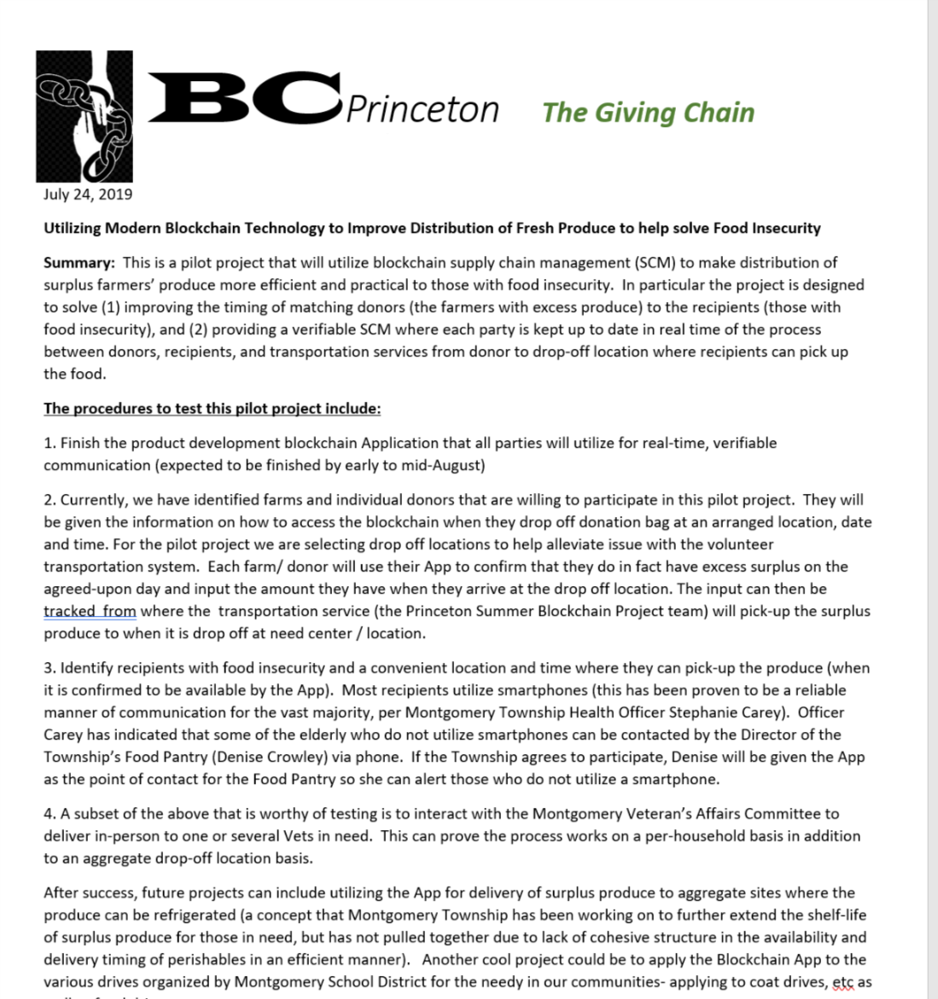 BC Princeton The Giving Chain
July 24, 2019
Utilizing Modern Blockchain Technology to Improve Distribution of Fresh Produce to help solve Food Insecurity
Summary:  This is a pilot project that will utilize blockchain supply chain management (SCM) to make distribution of
surplus farmers’ produce more efficient and practical to those with food insecurity.  In particular the project is designed
to solve (1) improving the timing of matching donors (the farmers with excess produce) to the recipients (those with
food insecurity), and (2) providing a verifiable SCM where each party is kept up to date in real time of the process
between donors, recipients, and transportation services from donor to drop-off location where recipients can pick up
the food.
The procedures to test this pilot project include:
1. Finish the product development blockchain Application that all parties will utilize for real-time, verifiable
communication (expected to be finished by early to mid-August)
2. Currently, we have identified farms and individual donors that are willing to participate in this pilot project.  They will
be given the information on how to access the blockchain when they drop off donation bag at an arranged location, date
and time. For the pilot project we are selecting drop off locations to help alleviate issue with the volunteer
transportation system.  Each farm/ donor will use their App to confirm that they do in fact have excess surplus on the
agreed-upon day and input the amount they have when they arrive at the drop off location. The input can then be
tracked  from where the  transportation service (the Princeton Summer Blockchain Project team) will pick-up the surplus
produce to when it is drop off at need center / location.
3. Identify recipients with food insecurity and a convenient location and time where they can pick-up the produce (when
it is confirmed to be available by the App).  Most recipients utilize smartphones (this has been proven to be a reliable
manner of communication for the vast majority, per Montgomery Township Health Officer Stephanie Carey).  Officer
Carey has indicated that some of the elderly who do not utilize smartphones can be contacted by the Director of the
Township’s Food Pantry (Denise Crowley) via phone.  If the Township agrees to participate, Denise will be given the App
as the point of contact for the Food Pantry so she can alert those who do not utilize a smartphone.
4. A subset of the above that is worthy of testing is to interact with the Montgomery Veteran’s Affairs Committee to
deliver in-person to one or several Vets in need.  This can prove the process works on a per-household basis in addition
to an aggregate drop-off location basis.
After success, future projects can include utilizing the App for delivery of surplus produce to aggregate sites where the
produce can be refrigerated (a concept that Montgomery Township has been working on to further extend the shelf-life
of surplus produce for those in need, but has not pulled together due to lack of cohesive structure in the availability and
delivery timing of perishables in an efficient manner).   Another cool project could be to apply the Blockchain App to the
various drives organized by Montgomery School District for the needy in our communities- applying to coat drives, etc as